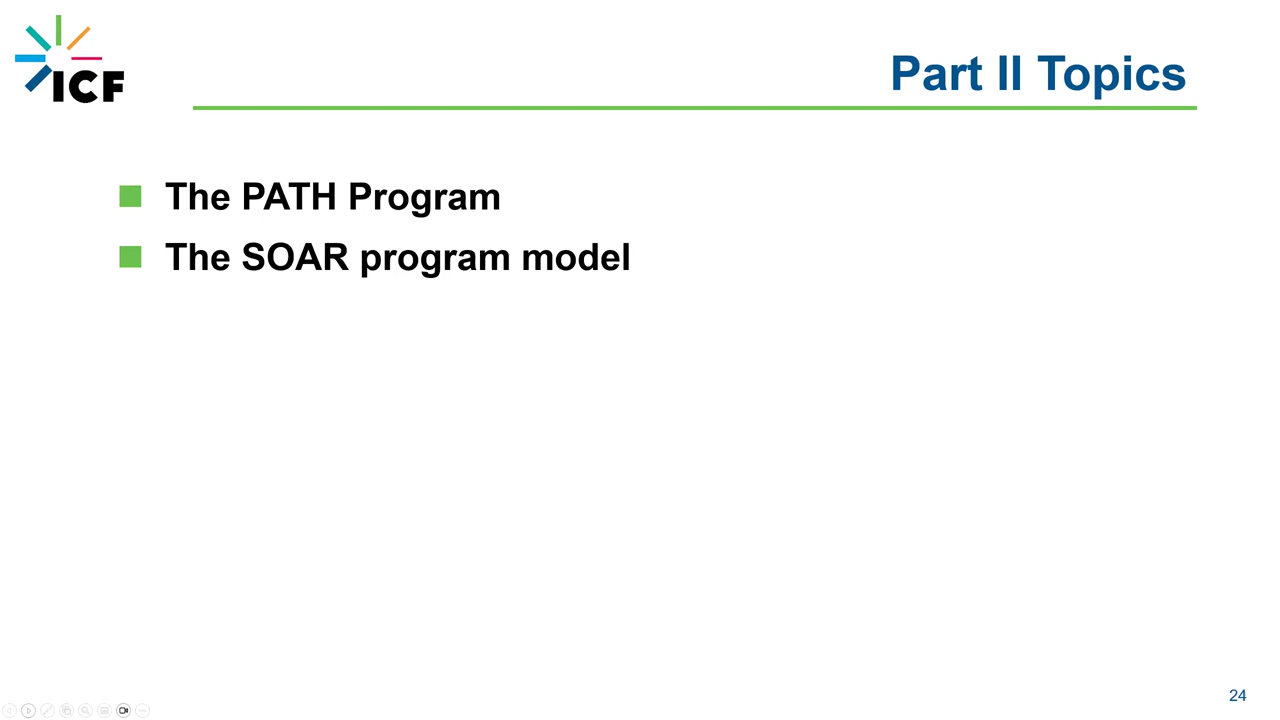 ICF
Part II Topics
The PATH Program
The SOAR program model
24